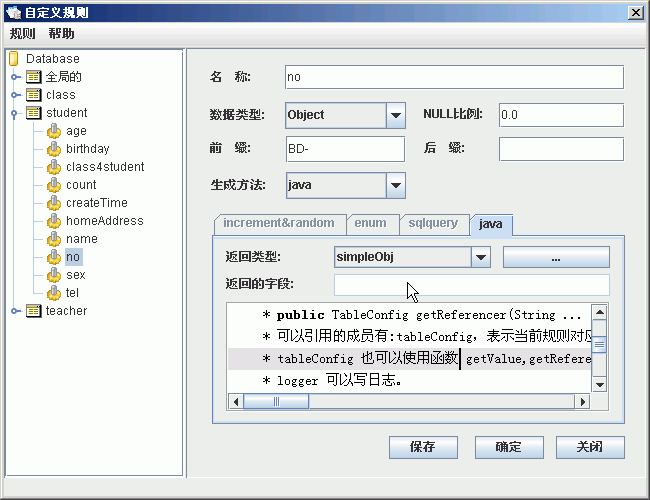 自定义规则
规则 帮助
Database
全局的
class
student
age
birthday
class4student
count
createTime
homeAddress
name
no
sex
tel
teacher
名 称: no
数据类型: Object NULL比例: 0.0
前 缀: BD- 后 缀:
生成方法: java
increment&random enum sqlquery java
返回类型: simpleObj ...
返回的字段:
* public TableConfig getReferencer(String ...
* 可以引用的成员有:tableConfig, 表示当前规则对应
* tableConfig 也可以使用函数 getValue,getRefere
* logger 可以写日志。
保存 确定 关闭